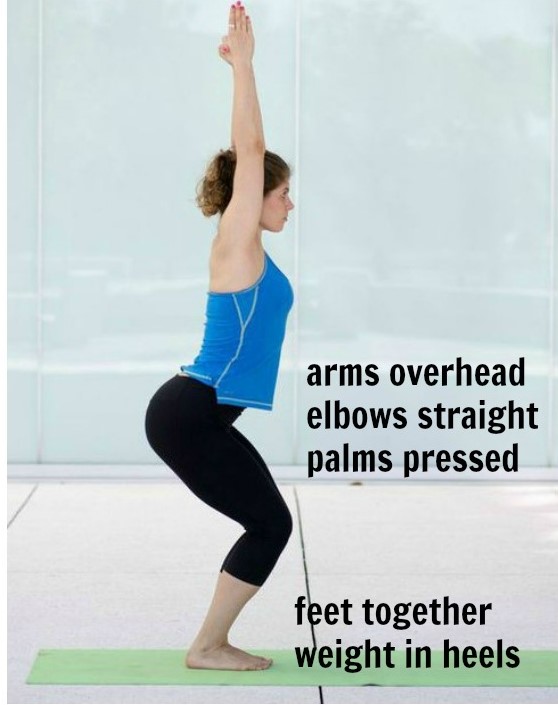 arms overhead
elbows straight
palms pressed
feet together
weight in heels